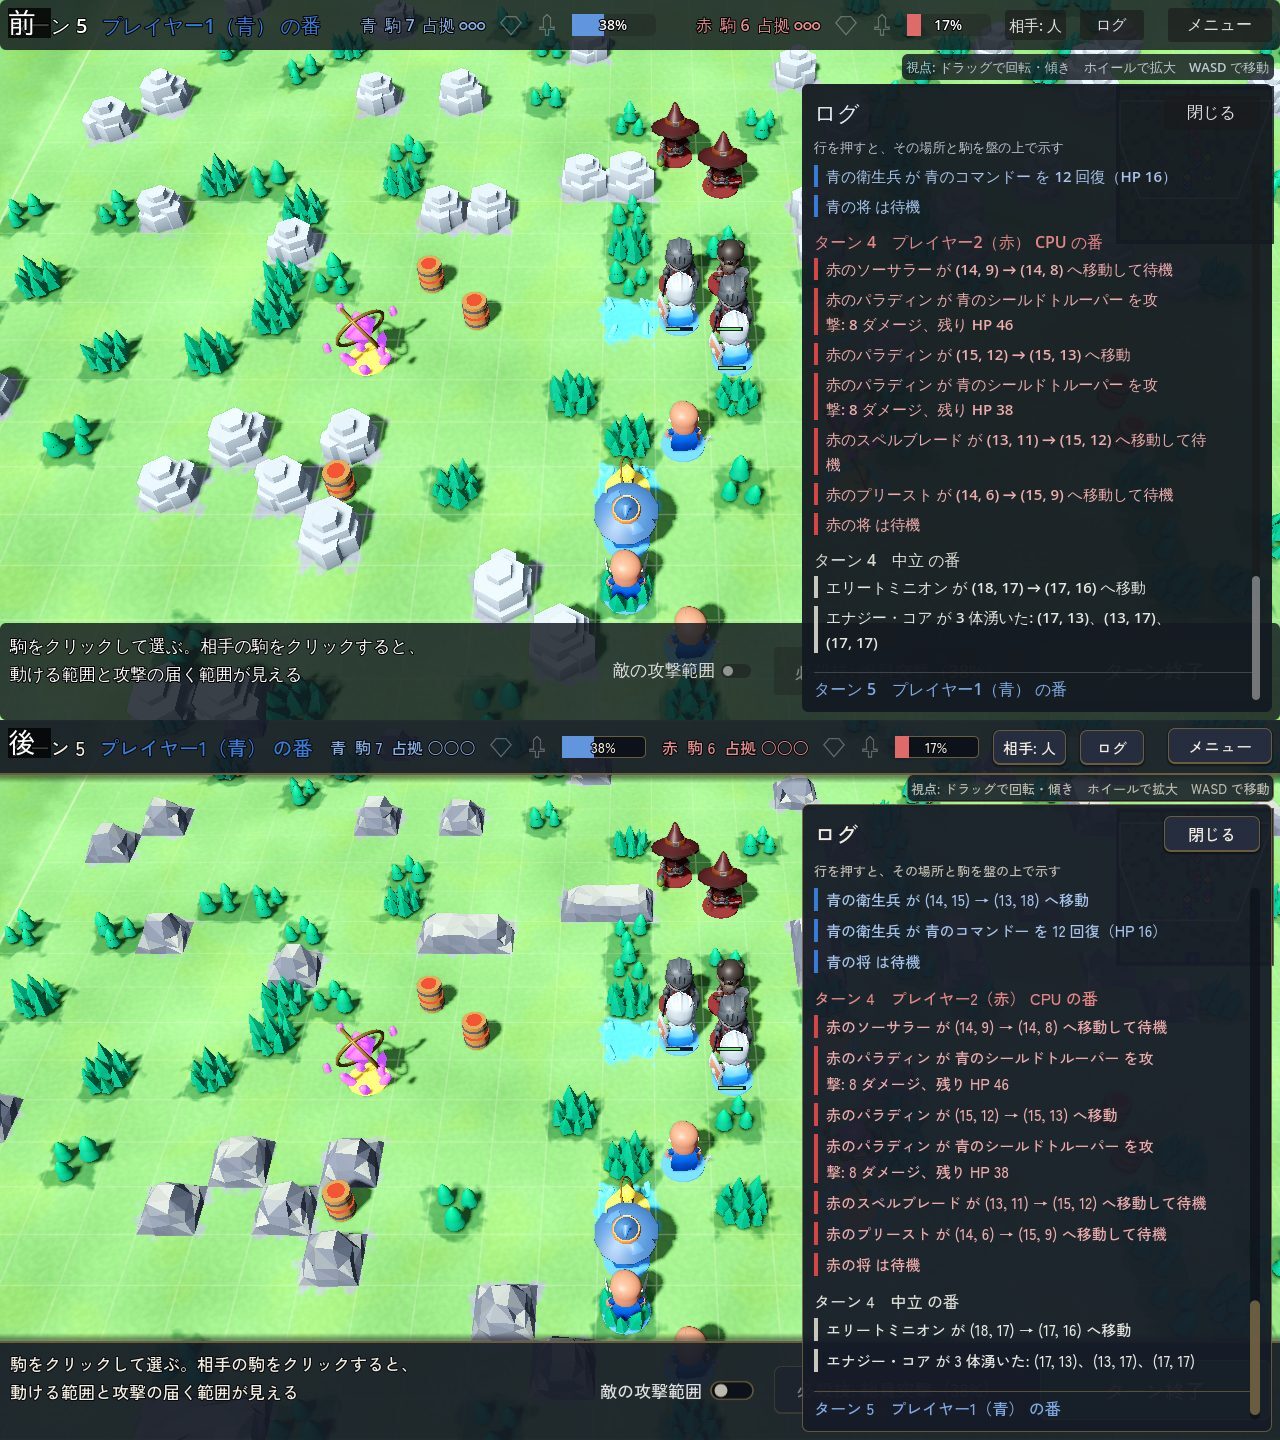 前 ーン 5 プレイヤー1（青） の番 青 駒 7 占拠 ○○○ 38% 赤 駒 6 占拠 ○○○ 17% 相手: 人 ログ メニュー
視点: ドラッグで回転・傾き ホイールで拡大 WASD で移動
ログ 閉じる
行を押すと、その場所と駒を盤の上で示す
青の衛生兵 が 青のコマンドー を 12 回復（HP 16）
青の将 は待機
ターン 4 プレイヤー2（赤） CPU の番
赤のソーサラー が (14, 9) → (14, 8) へ移動して待機
赤のパラディン が 青のシールドトルーパー を攻
撃: 8 ダメージ、残り HP 46
赤のパラディン が (15, 12) → (15, 13) へ移動
赤のパラディン が 青のシールドトルーパー を攻
撃: 8 ダメージ、残り HP 38
赤のスペルブレード が (13, 11) → (15, 12) へ移動して待
機
赤のプリースト が (14, 6) → (15, 9) へ移動して待機
赤の将 は待機
ターン 4 中立 の番
エリートミニオン が (18, 17) → (17, 16) へ移動
エナジー・コア が 3 体湧いた: (17, 13)、(13, 17)、
(17, 17)
ターン 5 プレイヤー1（青） の番
駒をクリックして選ぶ。相手の駒をクリックすると、
動ける範囲と攻撃の届く範囲が見える
敵の攻撃範囲
後 ーン 5 プレイヤー1（青） の番 青 駒 7 占拠 ○○○ 38% 赤 駒 6 占拠 ○○○ 17% 相手: 人 ログ メニュー
視点: ドラッグで回転・傾き ホイールで拡大 WASD で移動
ログ 閉じる
行を押すと、その場所と駒を盤の上で示す
青の衛生兵 が (14, 15) → (13, 18) へ移動
青の衛生兵 が 青のコマンドー を 12 回復（HP 16）
青の将 は待機
ターン 4 プレイヤー2（赤） CPU の番
赤のソーサラー が (14, 9) → (14, 8) へ移動して待機
赤のパラディン が 青のシールドトルーパー を攻
撃: 8 ダメージ、残り HP 46
赤のパラディン が (15, 12) → (15, 13) へ移動
赤のパラディン が 青のシールドトルーパー を攻
撃: 8 ダメージ、残り HP 38
赤のスペルブレード が (13, 11) → (15, 12) へ移動して待機
赤のプリースト が (14, 6) → (15, 9) へ移動して待機
赤の将 は待機
ターン 4 中立 の番
エリートミニオン が (18, 17) → (17, 16) へ移動
エナジー・コア が 3 体湧いた: (17, 13)、(13, 17)、(17, 17)
ターン 5 プレイヤー1（青） の番
駒をクリックして選ぶ。相手の駒をクリックすると、
動ける範囲と攻撃の届く範囲が見える
敵の攻撃範囲